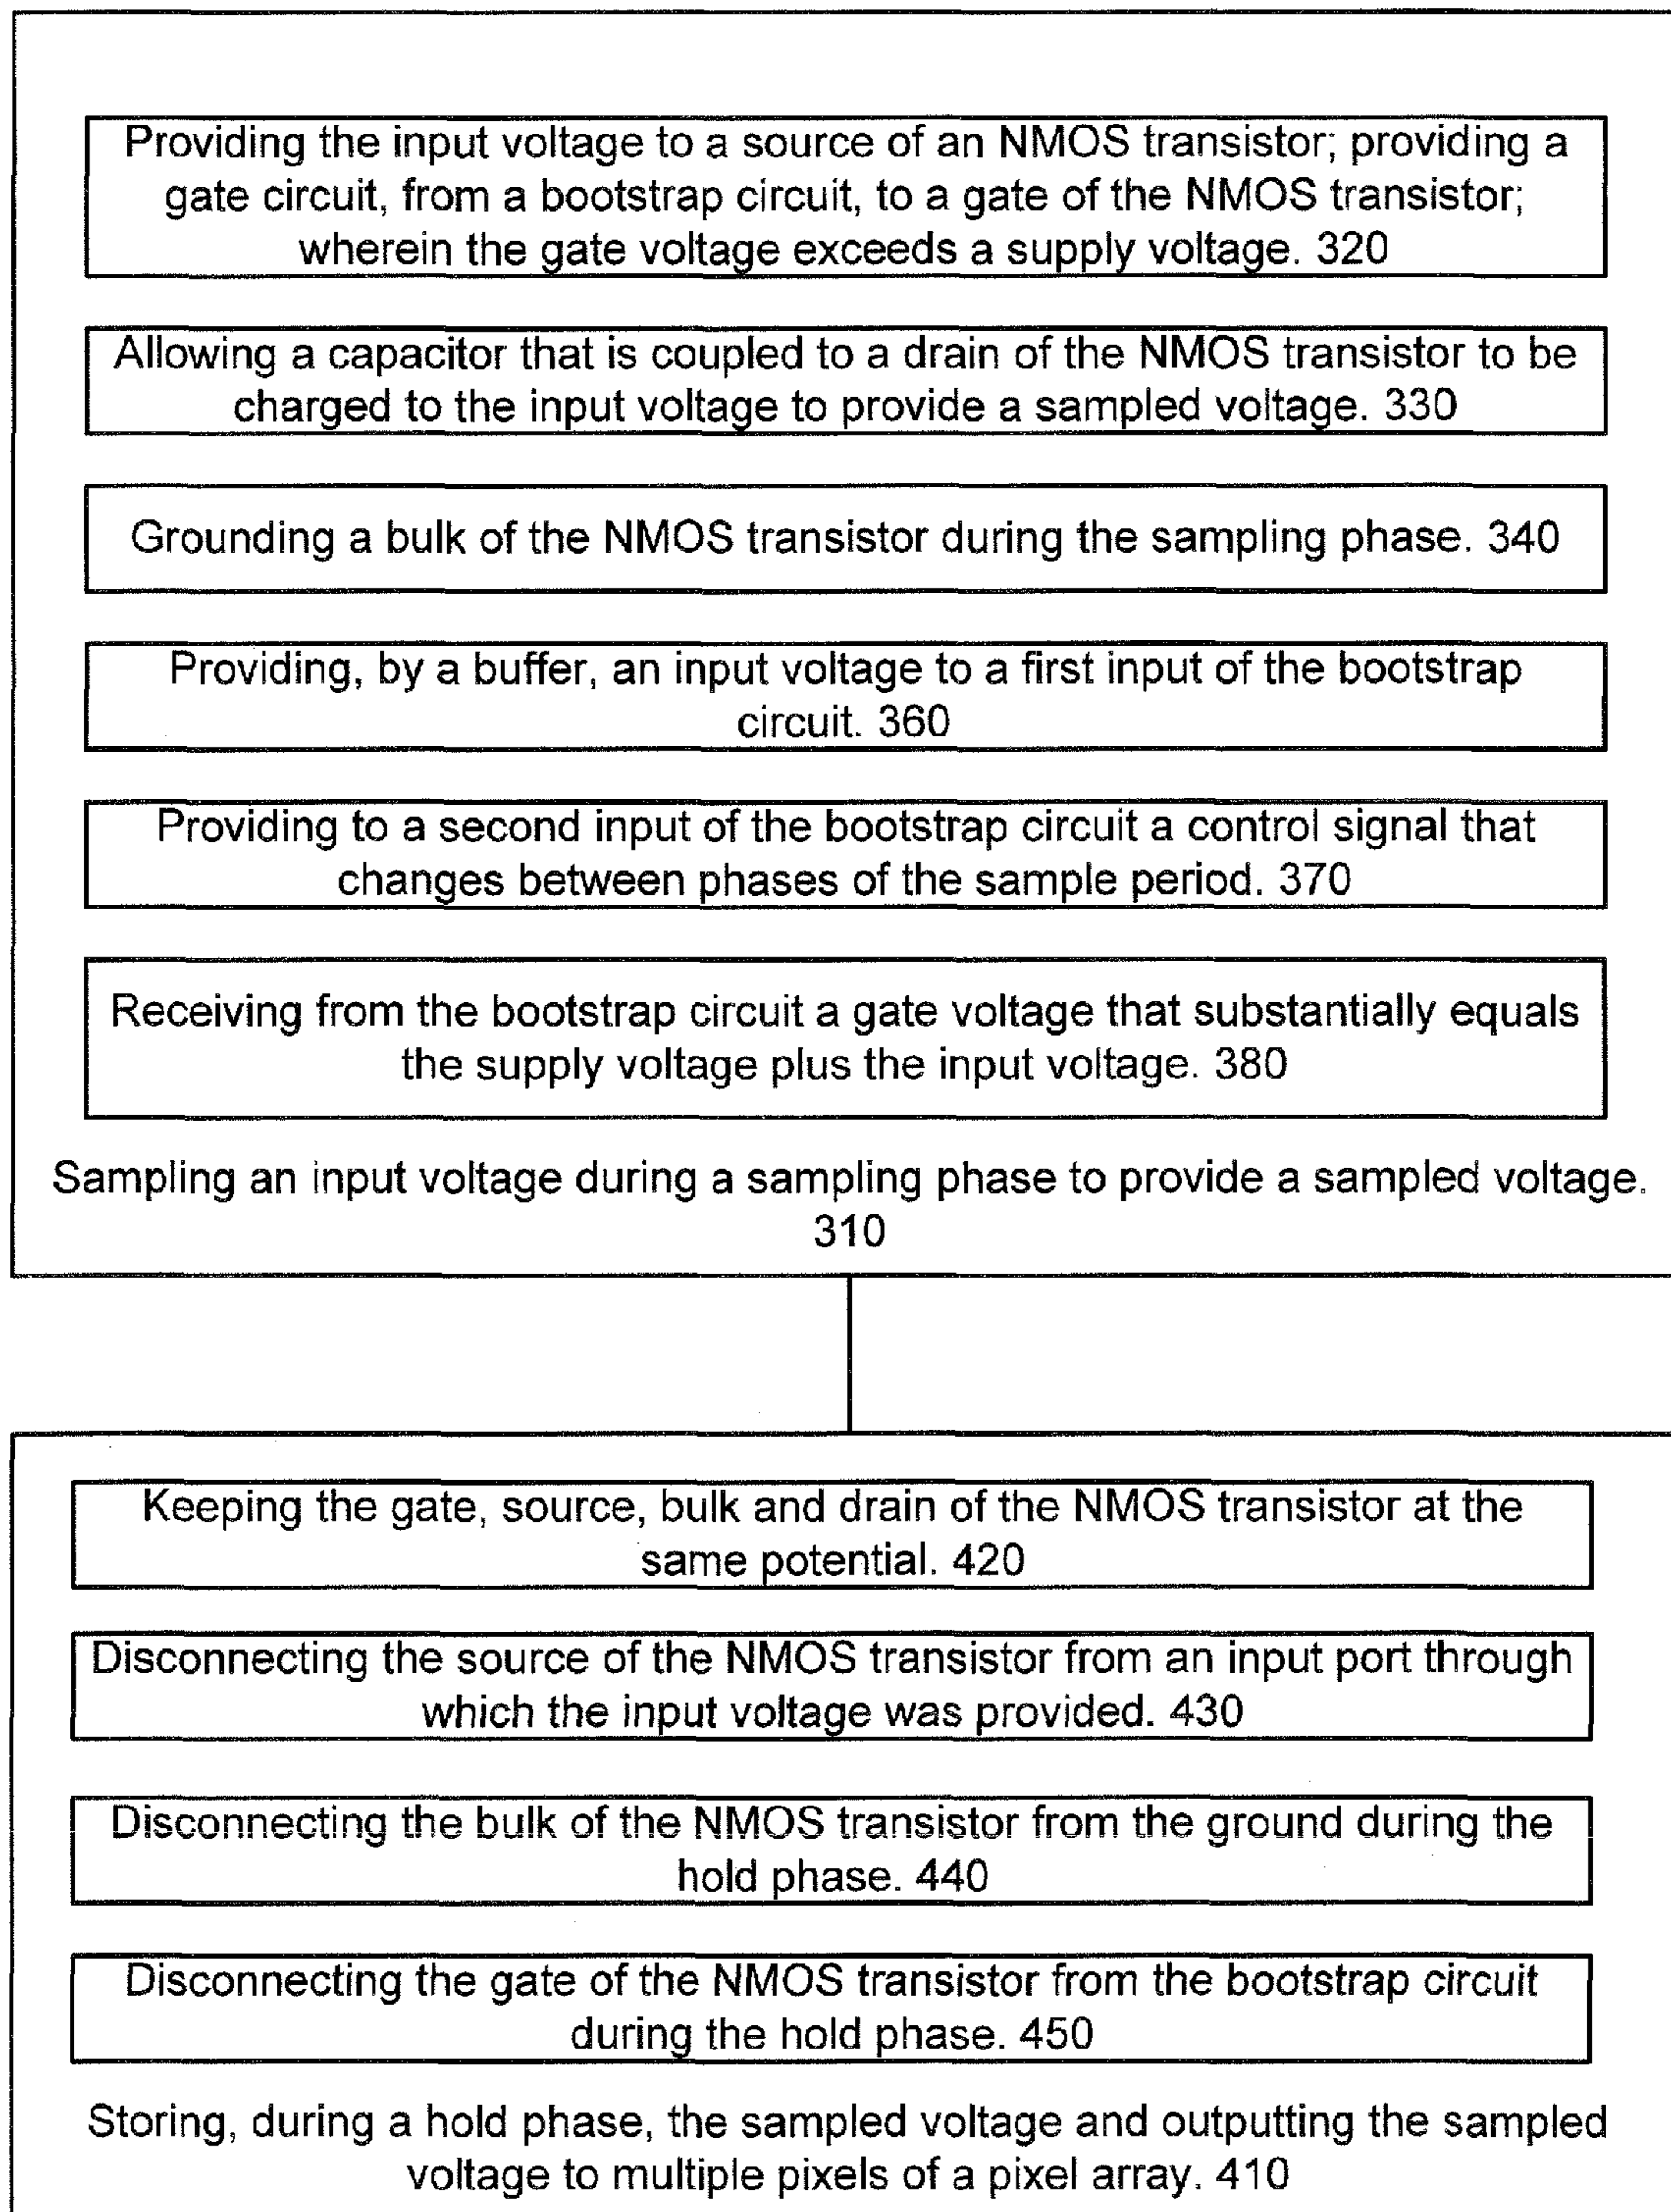 Providing the input voltage to a source of an NMOS transistor; providing a
gate circuit, from a bootstrap circuit, to a gate of the NMOS transistor;
wherein the gate voltage exceeds a supply voltage. 320
Allowing a capacitor that is coupled to a drain of the NMOS transistor to be
charged to the input voltage to provide a sampled voltage. 330
Grounding a bulk of the NMOS transistor during the sampling phase. 340
Providing, by a buffer, an input voltage to a first input of the bootstrap
circuit. 360
Providing to a second input of the bootstrap circuit a control signal that
changes between phases of the sample period. 370
Receiving from the bootstrap circuit a gate voltage that substantially equals
the supply voltage plus the input voltage. 380
Sampling an input voltage during a sampling phase to provide a sampled voltage.
310
Keeping the gate, source, bulk and drain of the NMOS transistor at the
same potential. 420
Disconnecting the source of the NMOS transistor from an input port through
which the input voltage was provided. 430
Disconnecting the bulk of the NMOS transistor from the ground during the
hold phase. 440
Disconnecting the gate of the NMOS transistor from the bootstrap circuit
during the hold phase. 450
Storing, during a hold phase, the sampled voltage and outputting the sampled
voltage to multiple pixels of a pixel array. 410